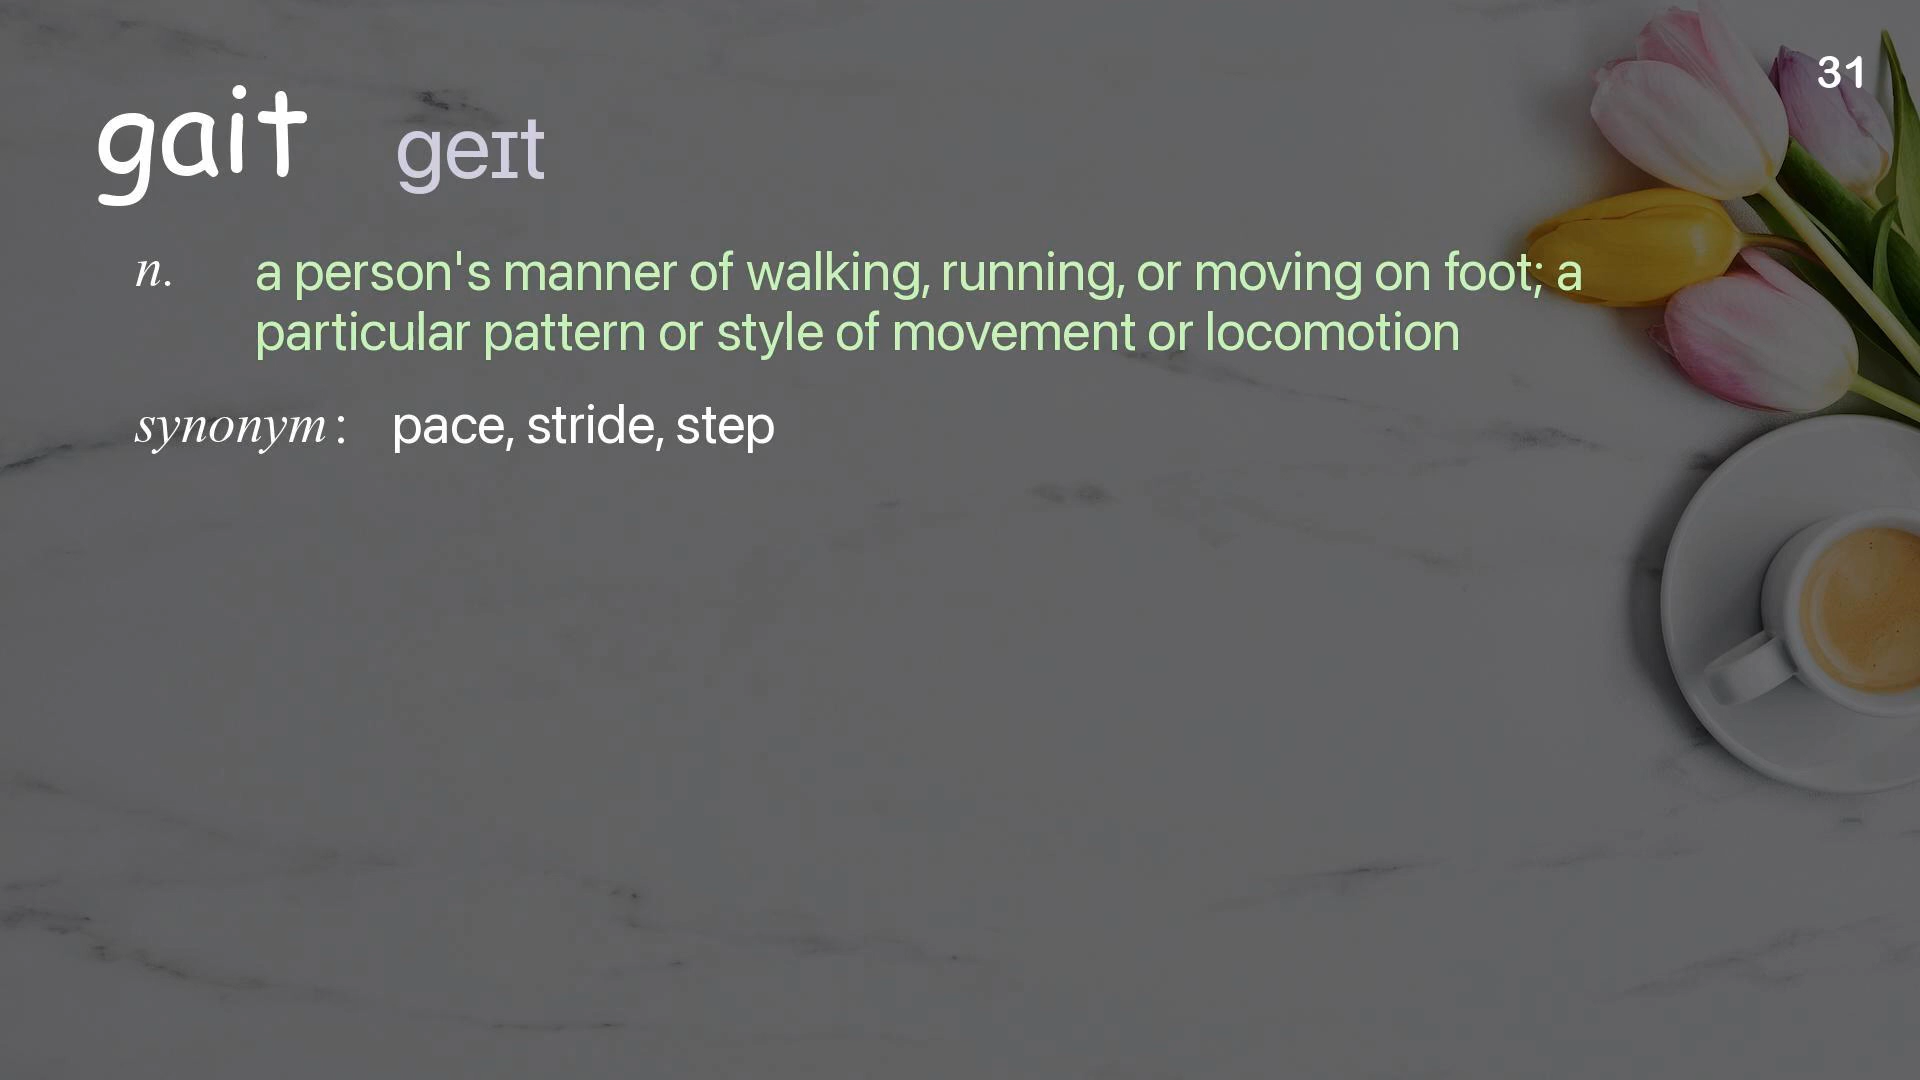 31
gait geɪt
n. a person's manner of walking, running, or moving on foot; a
particular pattern or style of movement or locomotion
synonym : pace, stride, step